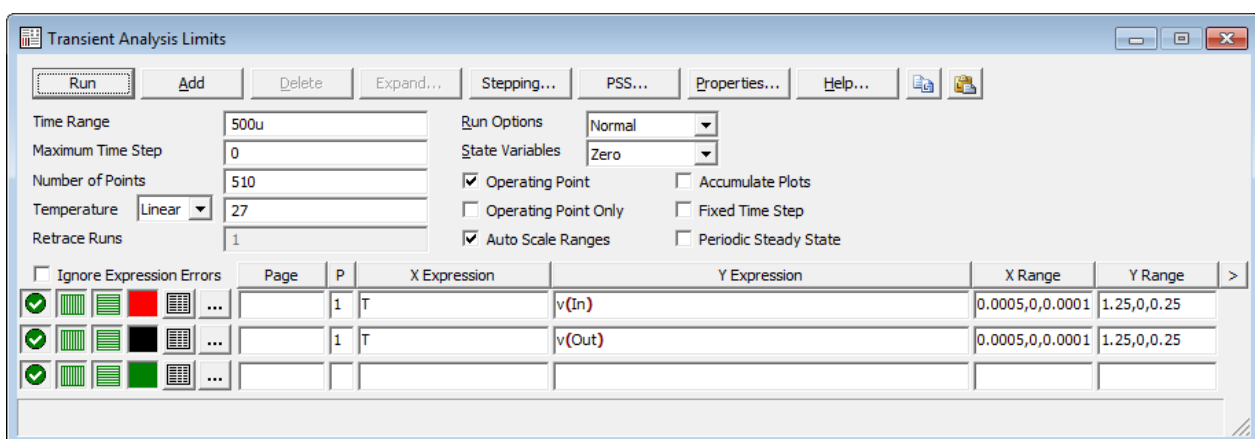 Transient Analysis Limits
Run Add Delete Expand... Stepping... PSS... Properties... Help...
Time Range 500u Run Options Normal
Maximum Time Step 0 State Variables Zero
Number of Points 510 Operating Point Accumulate Plots
Temperature Linear 27 Operating Point Only Fixed Time Step
Retrace Runs 1 Auto Scale Ranges Periodic Steady State
Ignore Expression Errors Page P X Expression Y Expression X Range Y Range >
... 1 T v(In) 0.0005,0,0.0001 1.25,0,0.25
... 1 T v(Out) 0.0005,0,0.0001 1.25,0,0.25
...